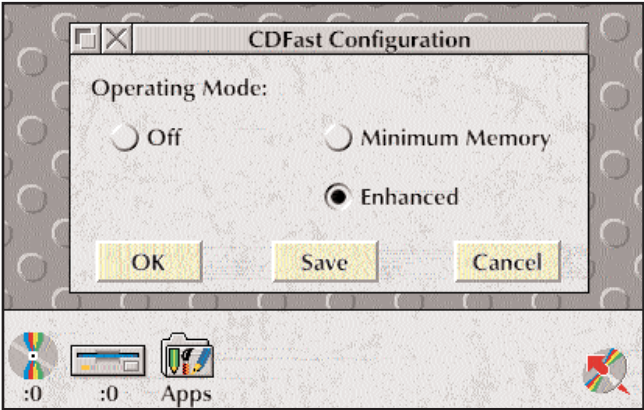 CDFast Configuration
Operating Mode:
Off
Minimum Memory
Enhanced
OK
Save
Cancel
:0
:0
Apps